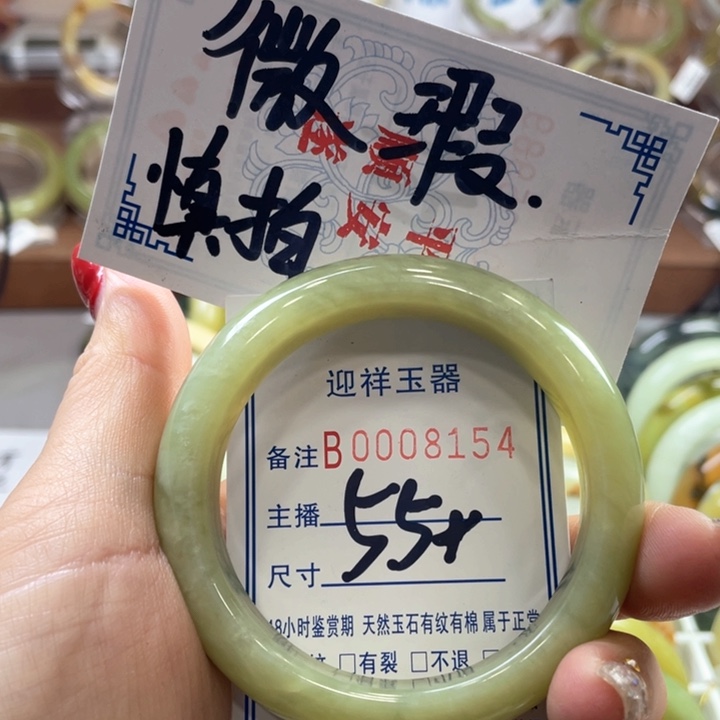 微瑕.
慎拍
迎祥玉器
备注B0008154
主播
55+
尺寸
48小时鉴赏期 天然玉石有纹有棉属于正常
□有裂 □不退 □